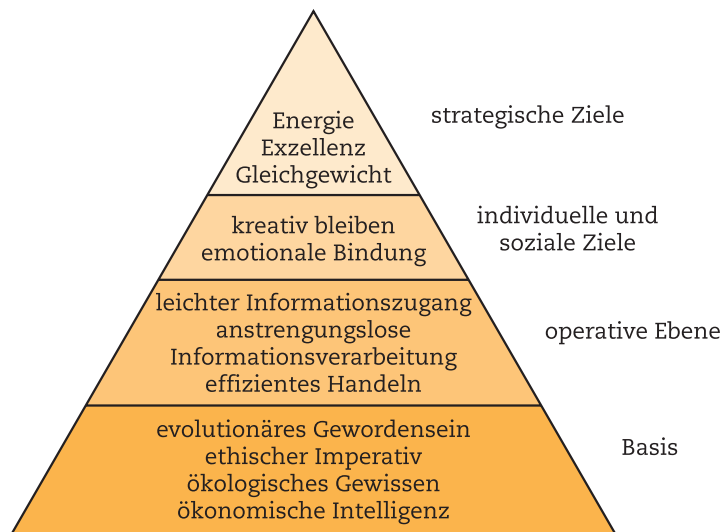 Energie
Exzellenz
Gleichgewicht
strategische Ziele
kreativ bleiben
emotionale Bindung
individuelle und
soziale Ziele
leichter Informationszugang
anstrengungslose
Informationsverarbeitung
effizientes Handeln
operative Ebene
evolutionäres Gewordensein
ethischer Imperativ
ökologisches Gewissen
ökonomische Intelligenz
Basis